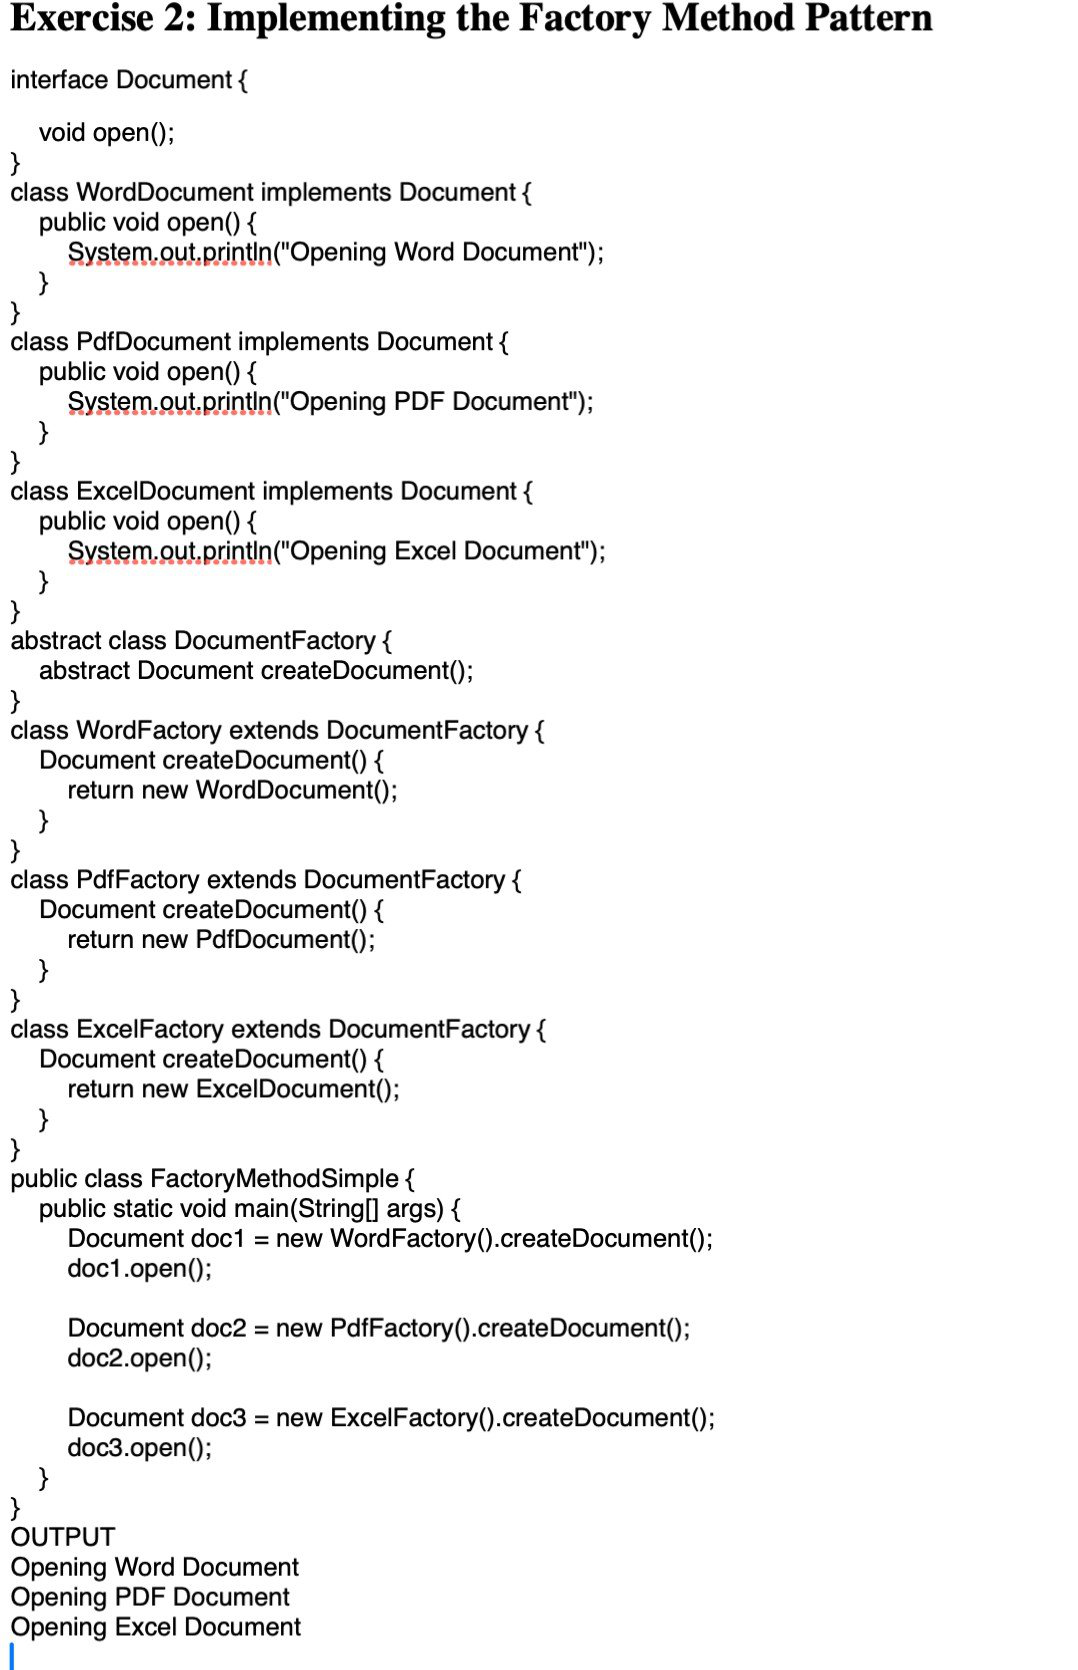 Exercise 2: Implementing the Factory Method Pattern
interface Document {
void open();
}
class WordDocument implements Document {
public void open() {
System.out.println("Opening Word Document");
}
}
class PdfDocument implements Document {
public void open() {
System.out.println("Opening PDF Document");
}
}
class ExcelDocument implements Document {
public void open() {
System.out.println("Opening Excel Document");
}
}
abstract class DocumentFactory {
abstract Document createDocument();
}
class WordFactory extends DocumentFactory {
Document createDocument() {
return new WordDocument();
}
}
class PdfFactory extends DocumentFactory {
Document createDocument() {
return new PdfDocument();
}
}
class ExcelFactory extends DocumentFactory {
Document createDocument() {
return new ExcelDocument();
}
}
public class FactoryMethodSimple {
public static void main(String[] args) {
Document doc1 = new WordFactory().createDocument();
doc1.open();
Document doc2 = new PdfFactory().createDocument();
doc2.open();
Document doc3 = new ExcelFactory().createDocument();
doc3.open();
}
}
OUTPUT
Opening Word Document
Opening PDF Document
Opening Excel Document